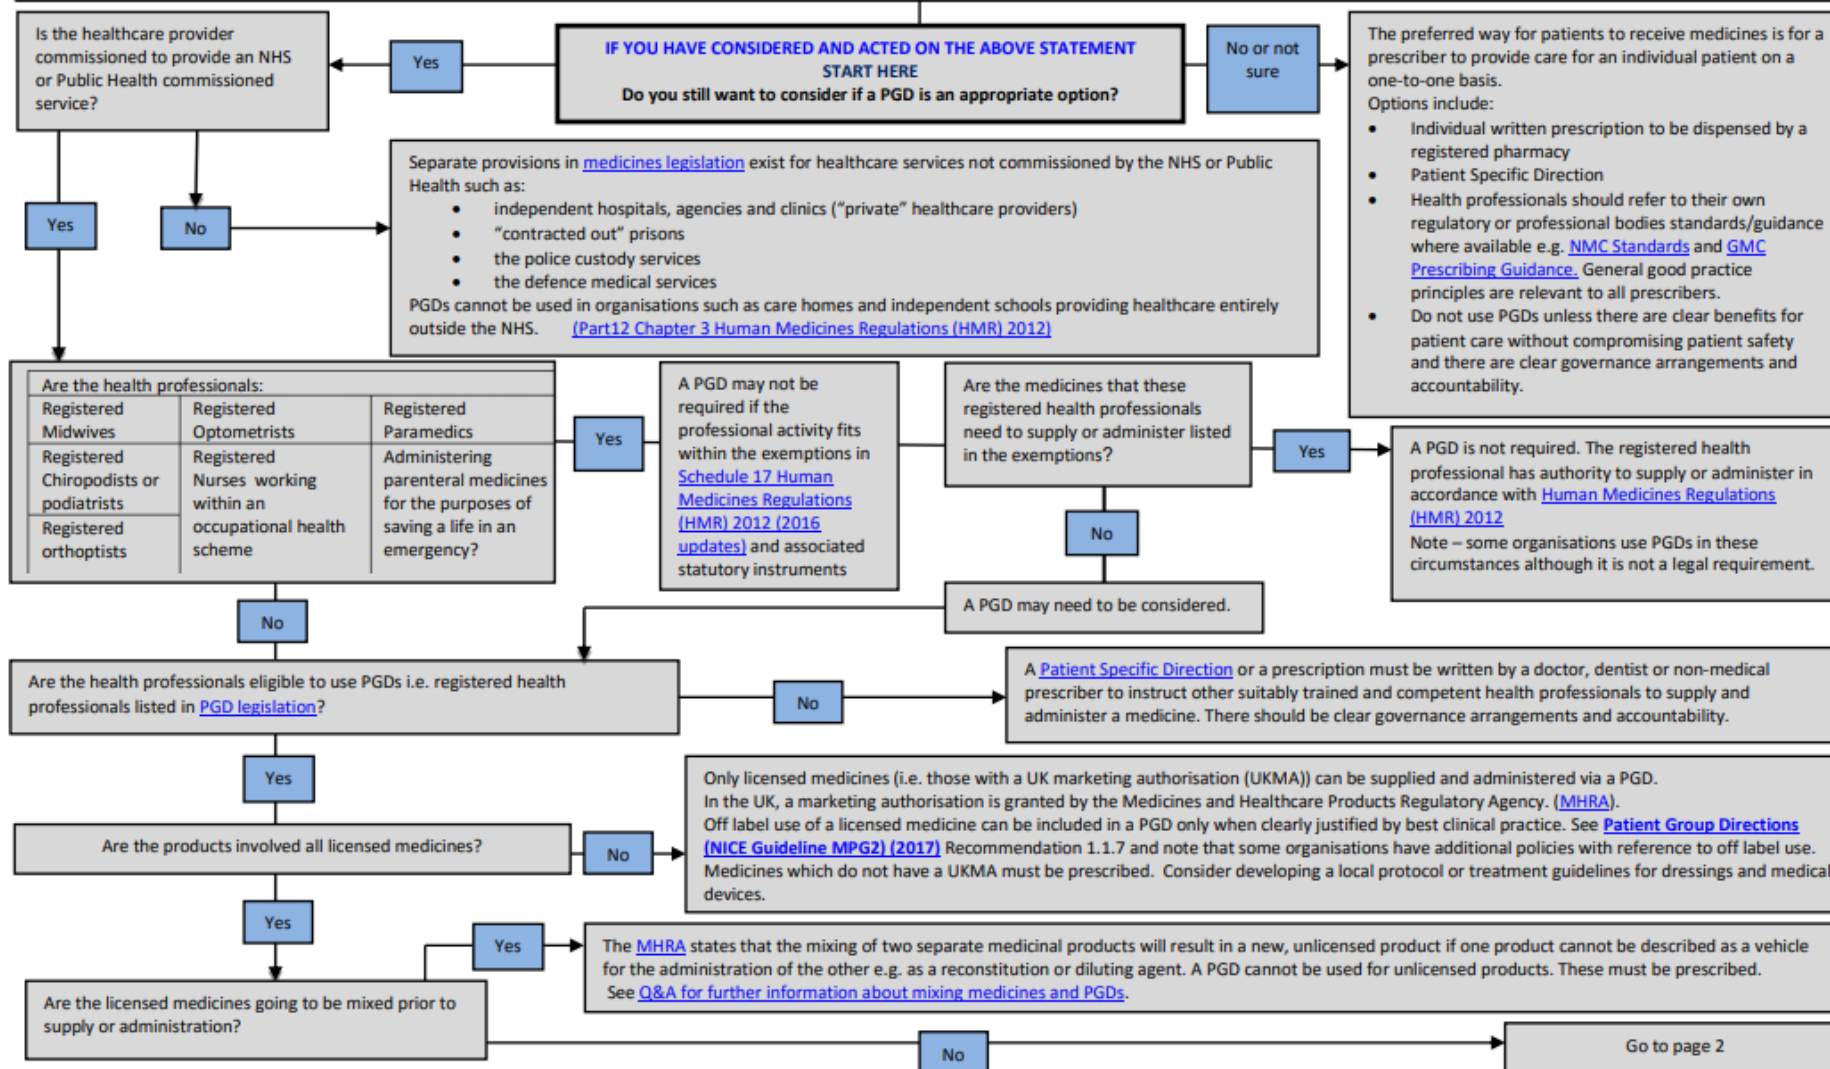 Is the healthcare provider
commissioned to provide an NHS
or Public Health commissioned
service?
Yes
IF YOU HAVE CONSIDERED AND ACTED ON THE ABOVE STATEMENT
START HERE
Do you still want to consider if a PGD is an appropriate option?
No or not
sure
The preferred way for patients to receive medicines is for a
prescriber to provide care for an individual patient on a
one-to-one basis.
Options include:
• Individual written prescription to be dispensed by a
registered pharmacy
• Patient Specific Direction
• Health professionals should refer to their own
regulatory or professional bodies standards/guidance
where available e.g. NMC Standards and GMC
Prescribing Guidance. General good practice
principles are relevant to all prescribers.
• Do not use PGDs unless there are clear benefits for
patient care without compromising patient safety
and there are clear governance arrangements and
accountability.
Yes
No
Separate provisions in medicines legislation exist for healthcare services not commissioned by the NHS or Public
Health such as:
• independent hospitals, agencies and clinics (“private” healthcare providers)
• “contracted out” prisons
• the police custody services
• the defence medical services
PGDs cannot be used in organisations such as care homes and independent schools providing healthcare entirely
outside the NHS. (Part12 Chapter 3 Human Medicines Regulations (HMR) 2012)
Are the health professionals:
Registered
Midwives
Registered
Optometrists
Registered
Paramedics
Registered
Chiropodists or
podiatrists
Registered
Nurses working
within an
occupational health
scheme
Administering
parenteral medicines
for the purposes of
saving a life in an
emergency?
Registered
orthoptists
Yes
A PGD may not be
required if the
professional activity fits
within the exemptions in
Schedule 17 Human
Medicines Regulations
(HMR) 2012 (2016
updates) and associated
statutory instruments
Are the medicines that these
registered health professionals
need to supply or administer listed
in the exemptions?
Yes
A PGD is not required. The registered health
professional has authority to supply or administer in
accordance with Human Medicines Regulations
(HMR) 2012
Note – some organisations use PGDs in these
circumstances although it is not a legal requirement.
No
A PGD may need to be considered.
No
Are the health professionals eligible to use PGDs i.e. registered health
professionals listed in PGD legislation?
No
A Patient Specific Direction or a prescription must be written by a doctor, dentist or non-medical
prescriber to instruct other suitably trained and competent health professionals to supply and
administer a medicine. There should be clear governance arrangements and accountability.
Yes
Are the products involved all licensed medicines?
No
Only licensed medicines (i.e. those with a UK marketing authorisation (UKMA)) can be supplied and administered via a PGD.
In the UK, a marketing authorisation is granted by the Medicines and Healthcare Products Regulatory Agency. (MHRA).
Off label use of a licensed medicine can be included in a PGD only when clearly justified by best clinical practice. See Patient Group Directions
(NICE Guideline MPG2) (2017) Recommendation 1.1.7 and note that some organisations have additional policies with reference to off label use.
Medicines which do not have a UKMA must be prescribed. Consider developing a local protocol or treatment guidelines for dressings and medical
devices.
Yes
Are the licensed medicines going to be mixed prior to
supply or administration?
Yes
The MHRA states that the mixing of two separate medicinal products will result in a new, unlicensed product if one product cannot be described as a vehicle
for the administration of the other e.g. as a reconstitution or diluting agent. A PGD cannot be used for unlicensed products. These must be prescribed.
See Q&A for further information about mixing medicines and PGDs.
No
Go to page 2